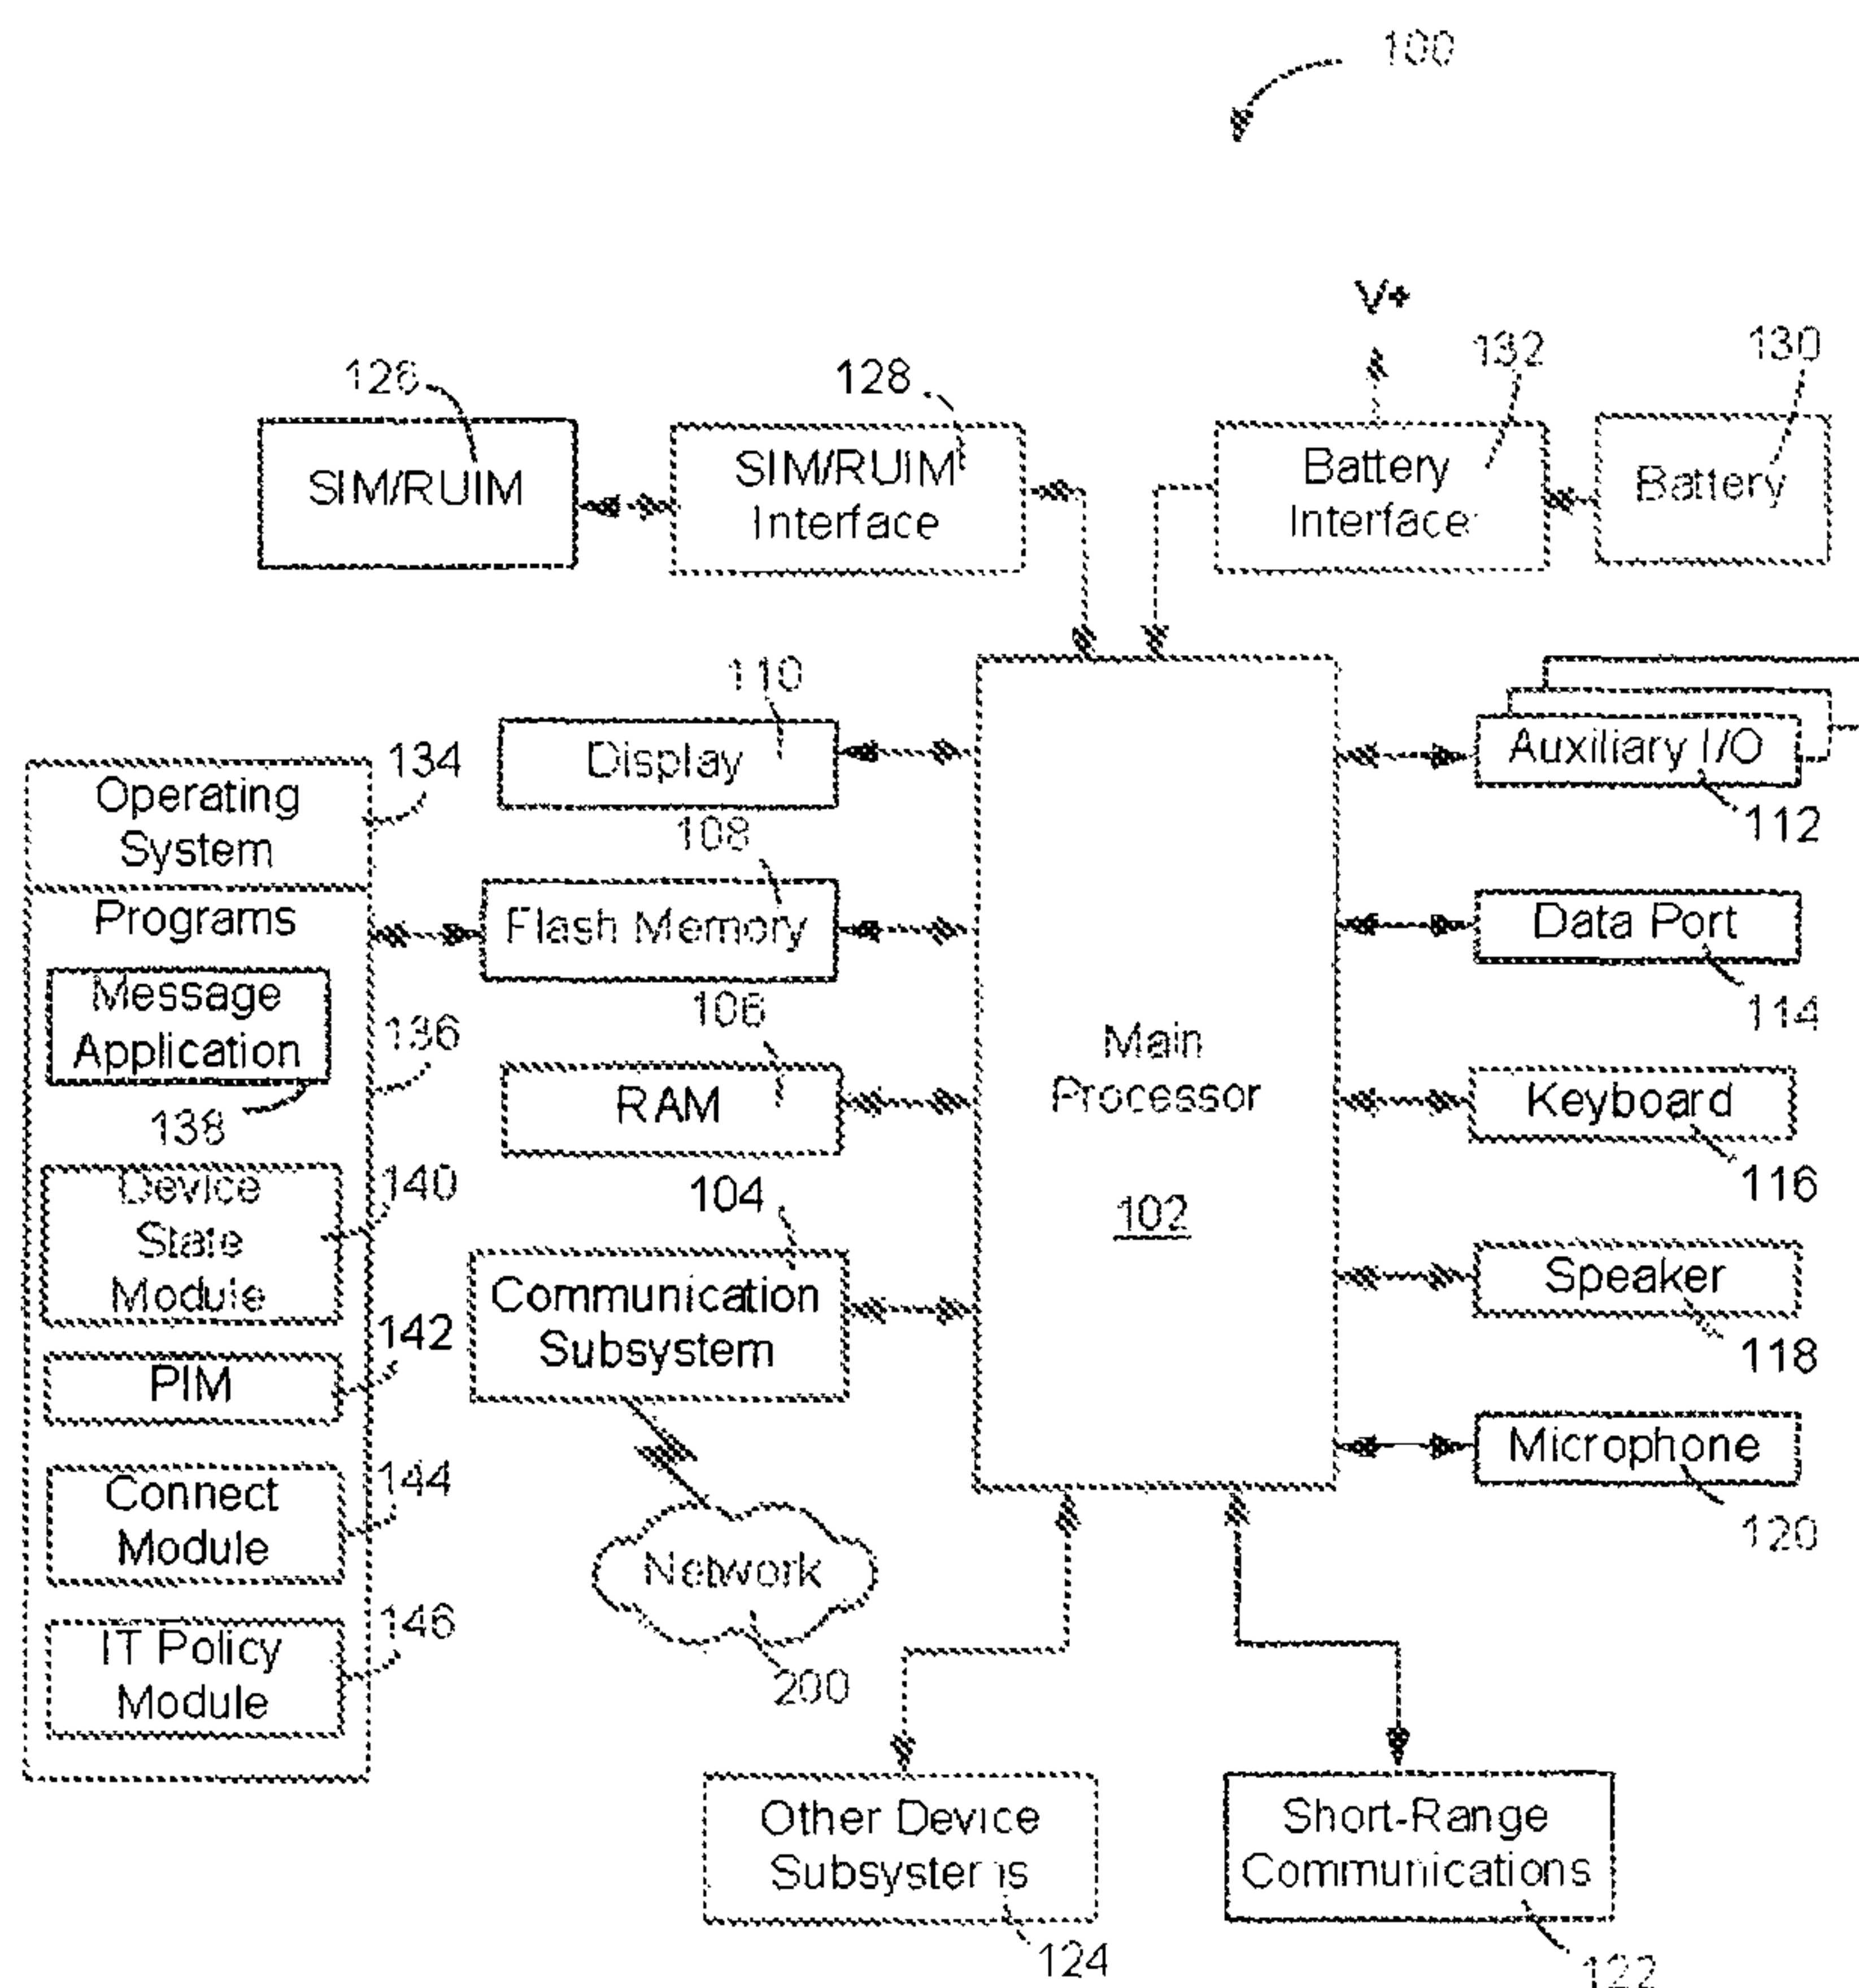 100
V+
126
128
132
130
SIM/RUIM
SIM/RUIM
Interface
Battery
Interface
Battery
110
Display
134
Operating
System
108
Flash Memory
Programs
Message
Application
138
136
106
RAM
140
Device
State
Module
104
Communication
Subsystem
142
PIM
144
Connect
Module
146
IT Policy
Module
Network
200
Main
Processor
102
Auxiliary I/O
112
Data Port
114
Keyboard
116
Speaker
118
Microphone
120
Other Device
Subsystems
124
Short-Range
Communications
122